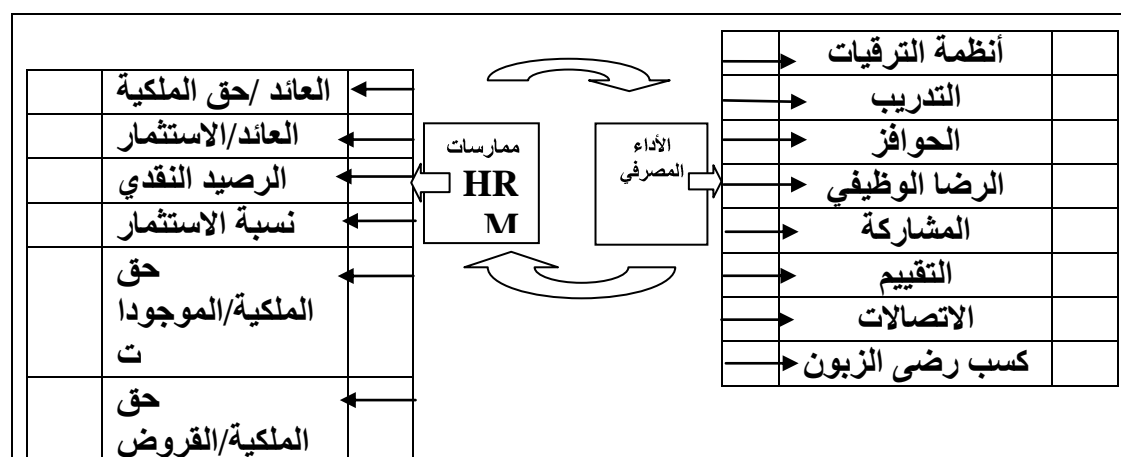 أنظمة الترقيات
التدريب
الحوافز
الرضا الوظيفي
المشاركة
التقييم
الاتصالات
كسب رضى الزبون
الأداء
المصرفي
ممارسات
HR
M
العائد /حق الملكية
العائد/الاستثمار
الرصيد النقدي
نسبة الاستثمار
حق
الملكية/الموجودا
ت
حق
الملكية/القروض